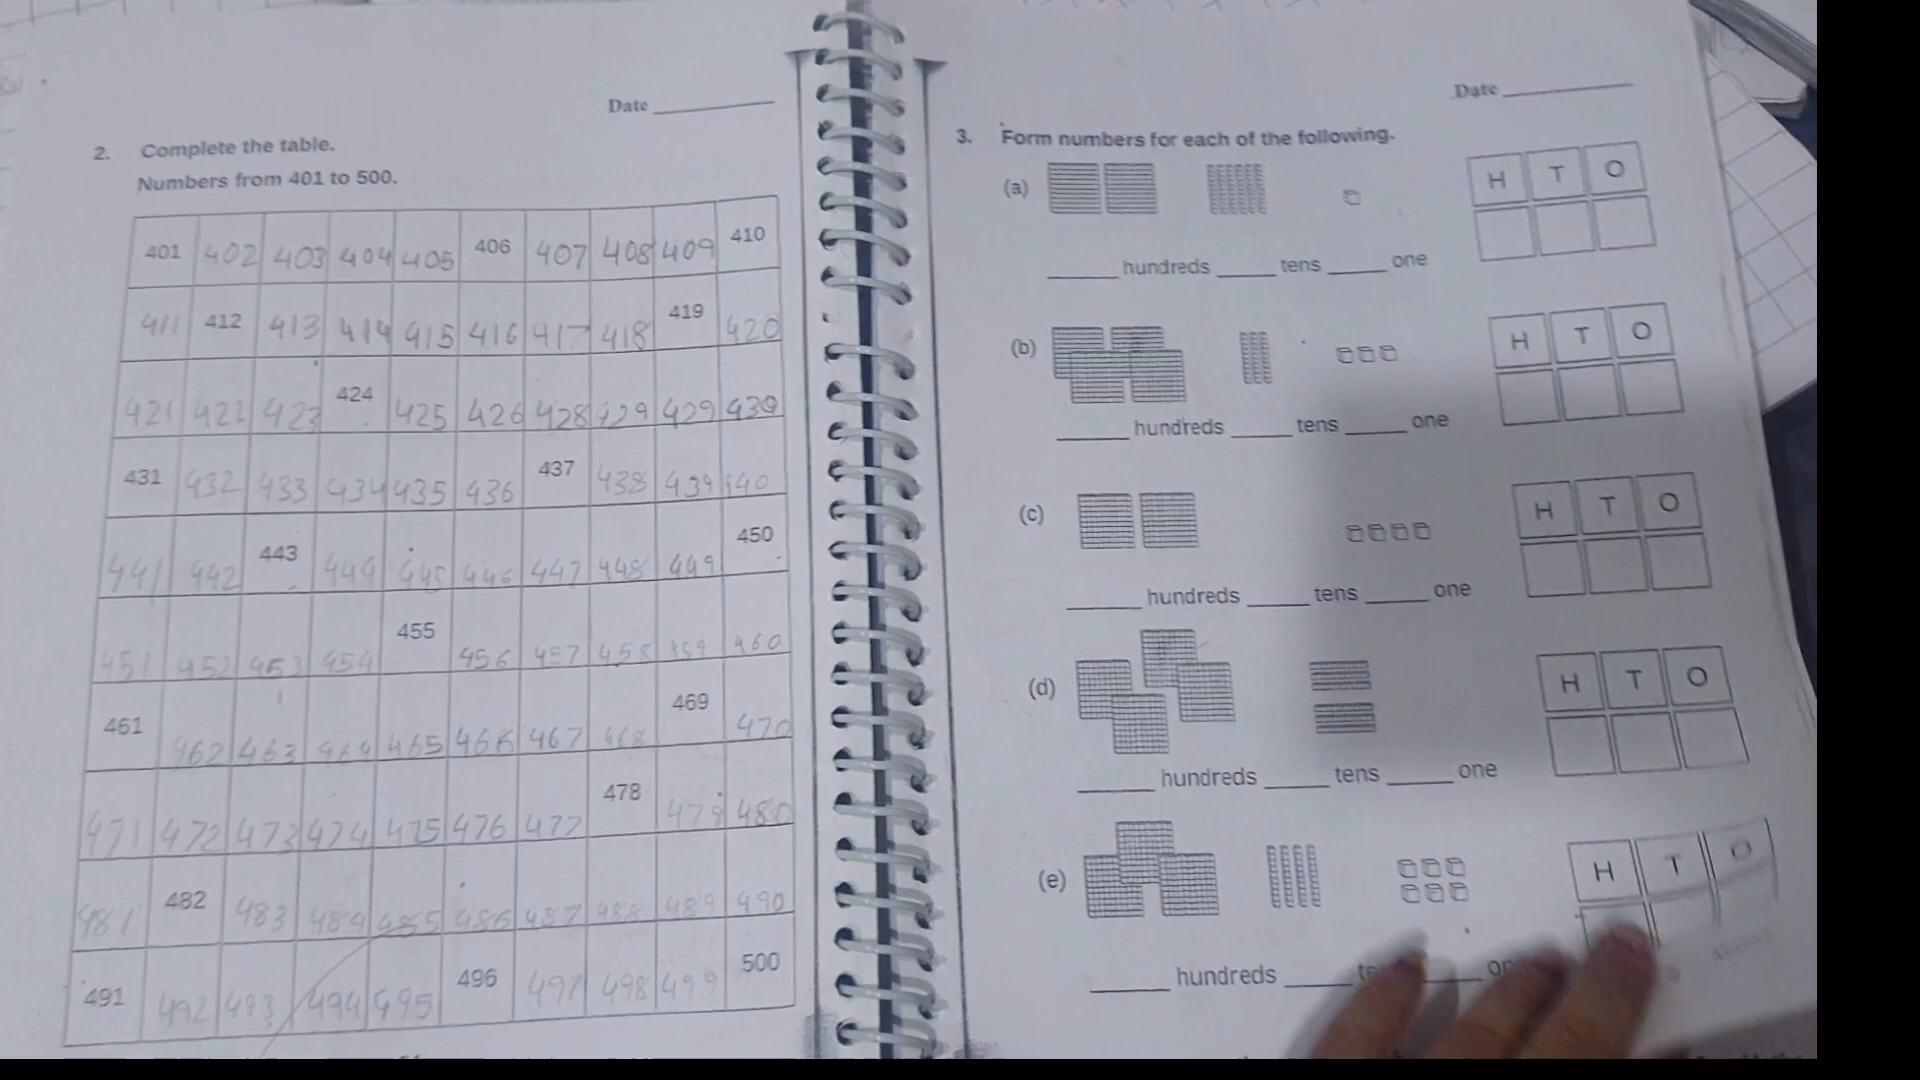 Date
2. Complete the table.
Numbers from 401 to 500.
401 402 403 404 405 406 407 408 409 410
411 412 413 414 415 416 417 418 419 420
421 422 423 424 425 426 428 429 429 430
431 432 433 434 435 436 437 438 439 440
441 442 443 444 445 446 447 448 449 450
451 452 453 454 455 456 457 458 459 460
461 462 463 464 465 466 467 468 469 470
471 472 473 474 475 476 477 478 479 480
481 482 483 484 485 486 487 488 489 490
491 492 493 494 495 496 497 498 499 500
Date
3. Form numbers for each of the following.
(a)
H T O
hundreds tens one
(b)
H T O
hundreds tens one
(c)
H T O
hundreds tens one
(d)
H T O
hundreds tens one
(e)
H T O
hundreds